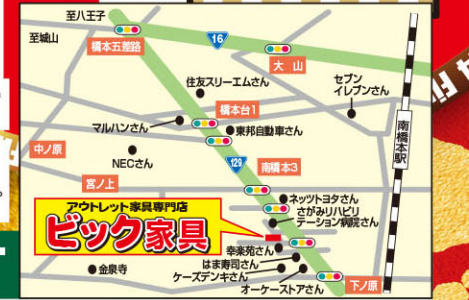 至八王子
至城山
橋本五差路
16
大山
住友スリーエムさん
セブン
イレブンさん
橋本台1
マルハンさん
東邦自動車さん
南橋本駅
中ノ原
NECさん
129
南橋本3
宮ノ上
ネッツトヨタさん
さがみリハビリ
テーション病院さん
アウトレット家具専門店
ビック家具
幸楽苑さん
はま寿司さん
金泉寺
ケーズデンキさん
オーケーストアさん
下ノ原